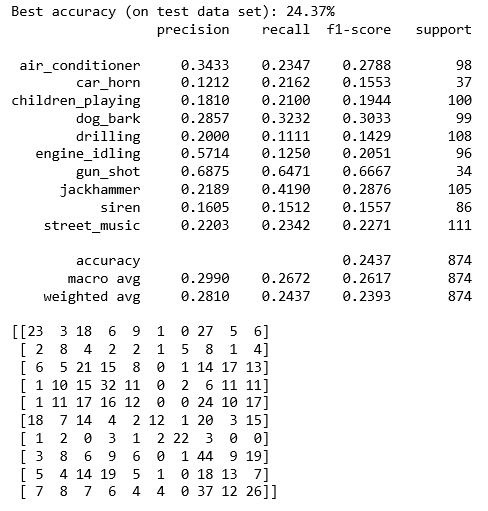 Best accuracy (on test data set): 24.37%
precision recall f1-score support
air_conditioner 0.3433 0.2347 0.2788 98
car_horn 0.1212 0.2162 0.1553 37
children_playing 0.1810 0.2100 0.1944 100
dog_bark 0.2857 0.3232 0.3033 99
drilling 0.2000 0.1111 0.1429 108
engine_idling 0.5714 0.1250 0.2051 96
gun_shot 0.6875 0.6471 0.6667 34
jackhammer 0.2189 0.4190 0.2876 105
siren 0.1605 0.1512 0.1557 86
street_music 0.2203 0.2342 0.2271 111
accuracy 0.2437 874
macro avg 0.2990 0.2672 0.2617 874
weighted avg 0.2810 0.2437 0.2393 874
[[23 3 18 6 9 1 0 27 5 6]
[ 2 8 4 2 2 1 5 8 1 4]
[ 6 5 21 15 8 0 1 14 17 13]
[ 1 10 15 32 11 0 2 6 11 11]
[ 1 11 17 16 12 0 0 24 10 17]
[18 7 14 4 2 12 1 20 3 15]
[ 1 2 0 3 1 2 22 3 0 0]
[ 3 8 6 9 6 0 1 44 9 19]
[ 5 4 14 19 5 1 0 18 13 7]
[ 7 8 7 6 4 4 0 37 12 26]]